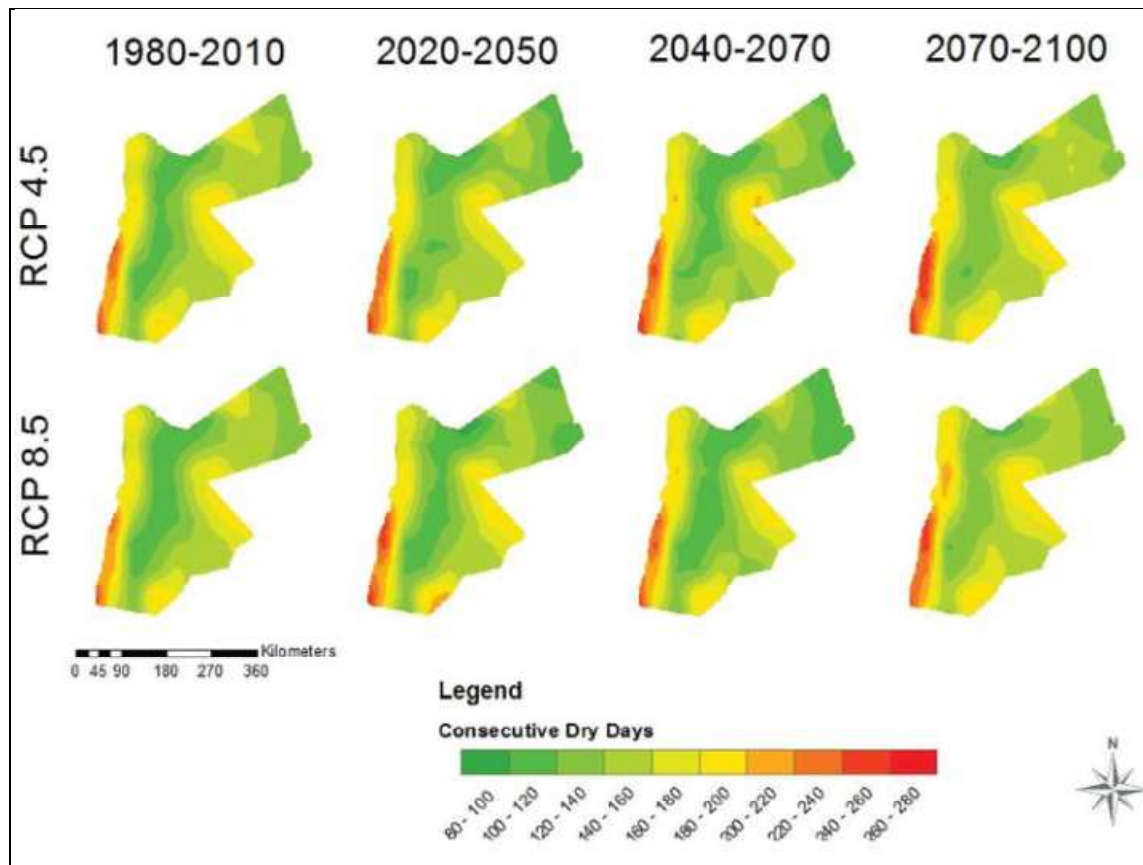 1980-2010 2020-2050 2040-2070 2070-2100
RCP 4.5
RCP 8.5
Kilometers
0 45 90 180 270 360
Legend
Consecutive Dry Days
80 - 100 100 - 120 120 - 140 140 - 160 160 - 180 180 - 200 200 - 220 220 - 240 240 - 260 260 - 280
N